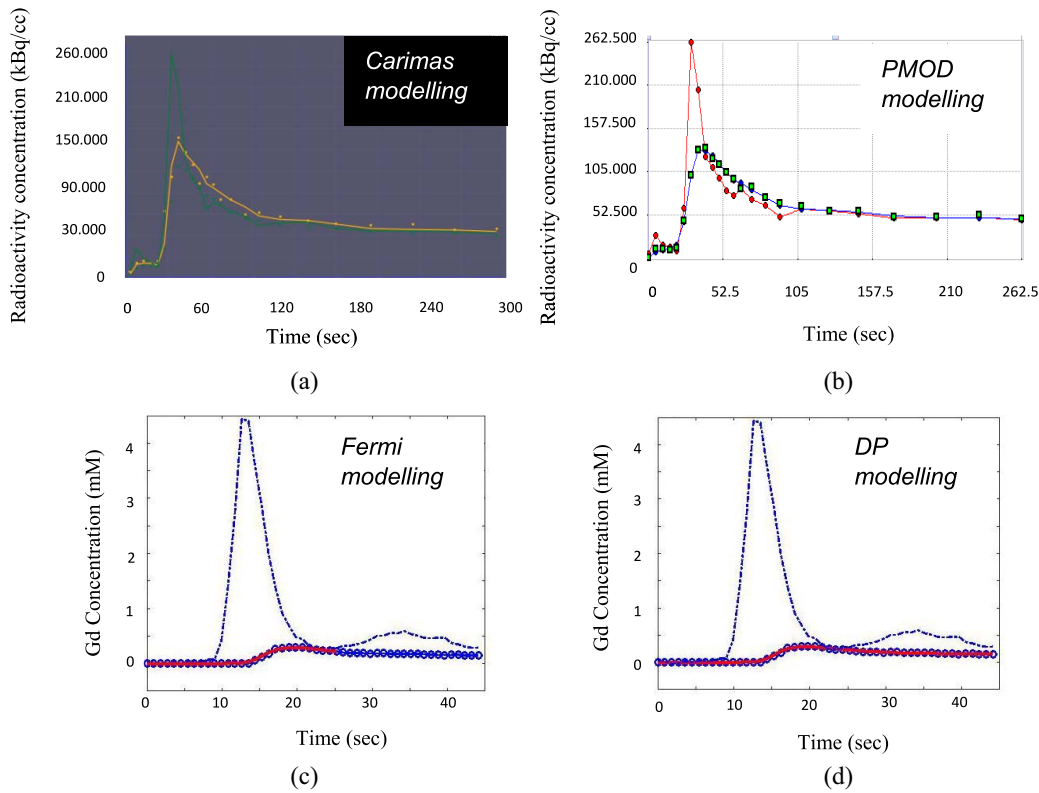 Radioactivity concentration (kBq/cc)
260.000
210.000
150.000
90.000
30.000
0
Carimas
modelling
0 60 120 180 240 300
Time (sec)
(a)
Radioactivity concentration (kBq/cc)
262.500
210.000
157.500
105.000
52.500
0
PMOD
modelling
0 52.5 105 157.5 210 262.5
Time (sec)
(b)
Gd Concentration (mM)
4
3
2
1
0
Fermi
modelling
0 10 20 30 40
Time (sec)
(c)
Gd Concentration (mM)
4
3
2
1
0
DP
modelling
0 10 20 30 40
Time (sec)
(d)